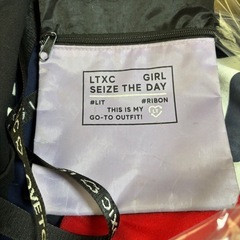 LTXC GIRL
SEIZE THE DAY
#LIT #RIBON
THIS IS MY
GO-TO OUTFIT!